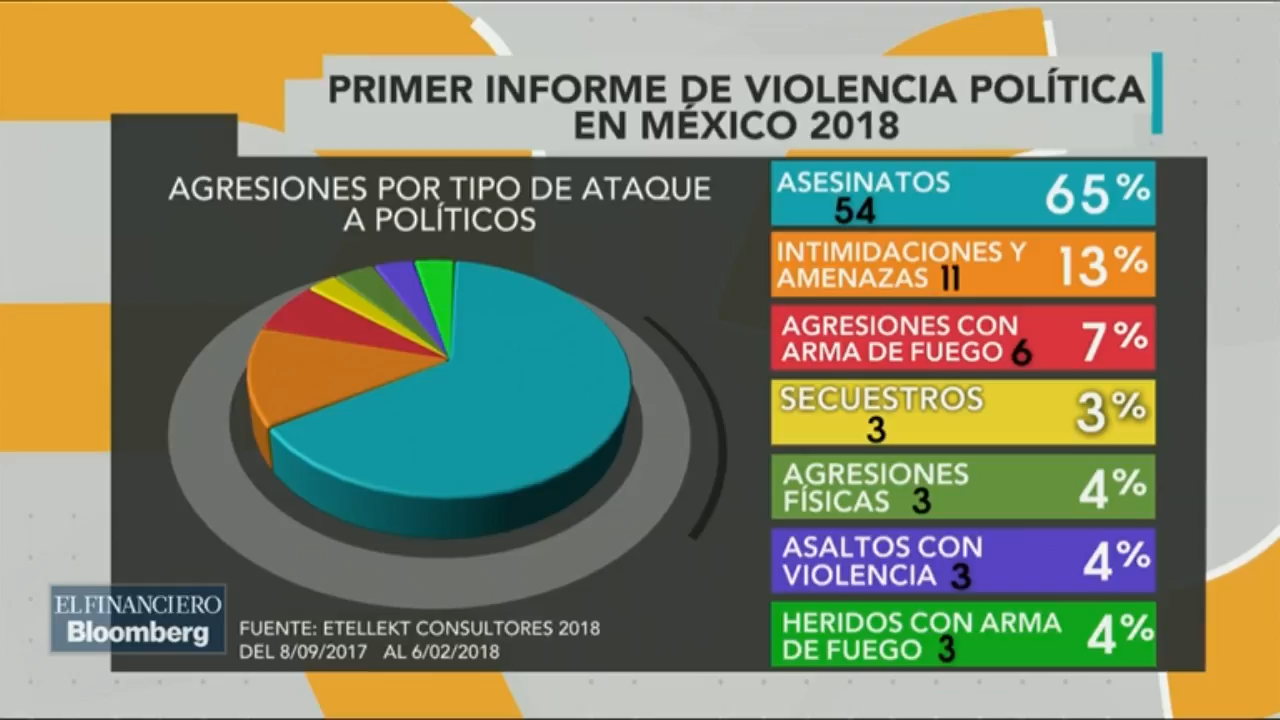 PRIMER INFORME DE VIOLENCIA POLÍTICA
EN MÉXICO 2018
AGRESIONES POR TIPO DE ATAQUE
A POLÍTICOS
ASESINATOS 65%
54
INTIMIDACIONES Y
AMENAZAS 11 13%
AGRESIONES CON
ARMA DE FUEGO 6 7%
SECUESTROS 3%
3
AGRESIONES
FÍSICAS 3 4%
ASALTOS CON
VIOLENCIA 3 4%
HERIDOS CON ARMA
DE FUEGO 3 4%
EL FINANCIERO
Bloomberg
FUENTE: ETELLEKT CONSULTORES 2018
DEL 8/09/2017 AL 6/02/2018